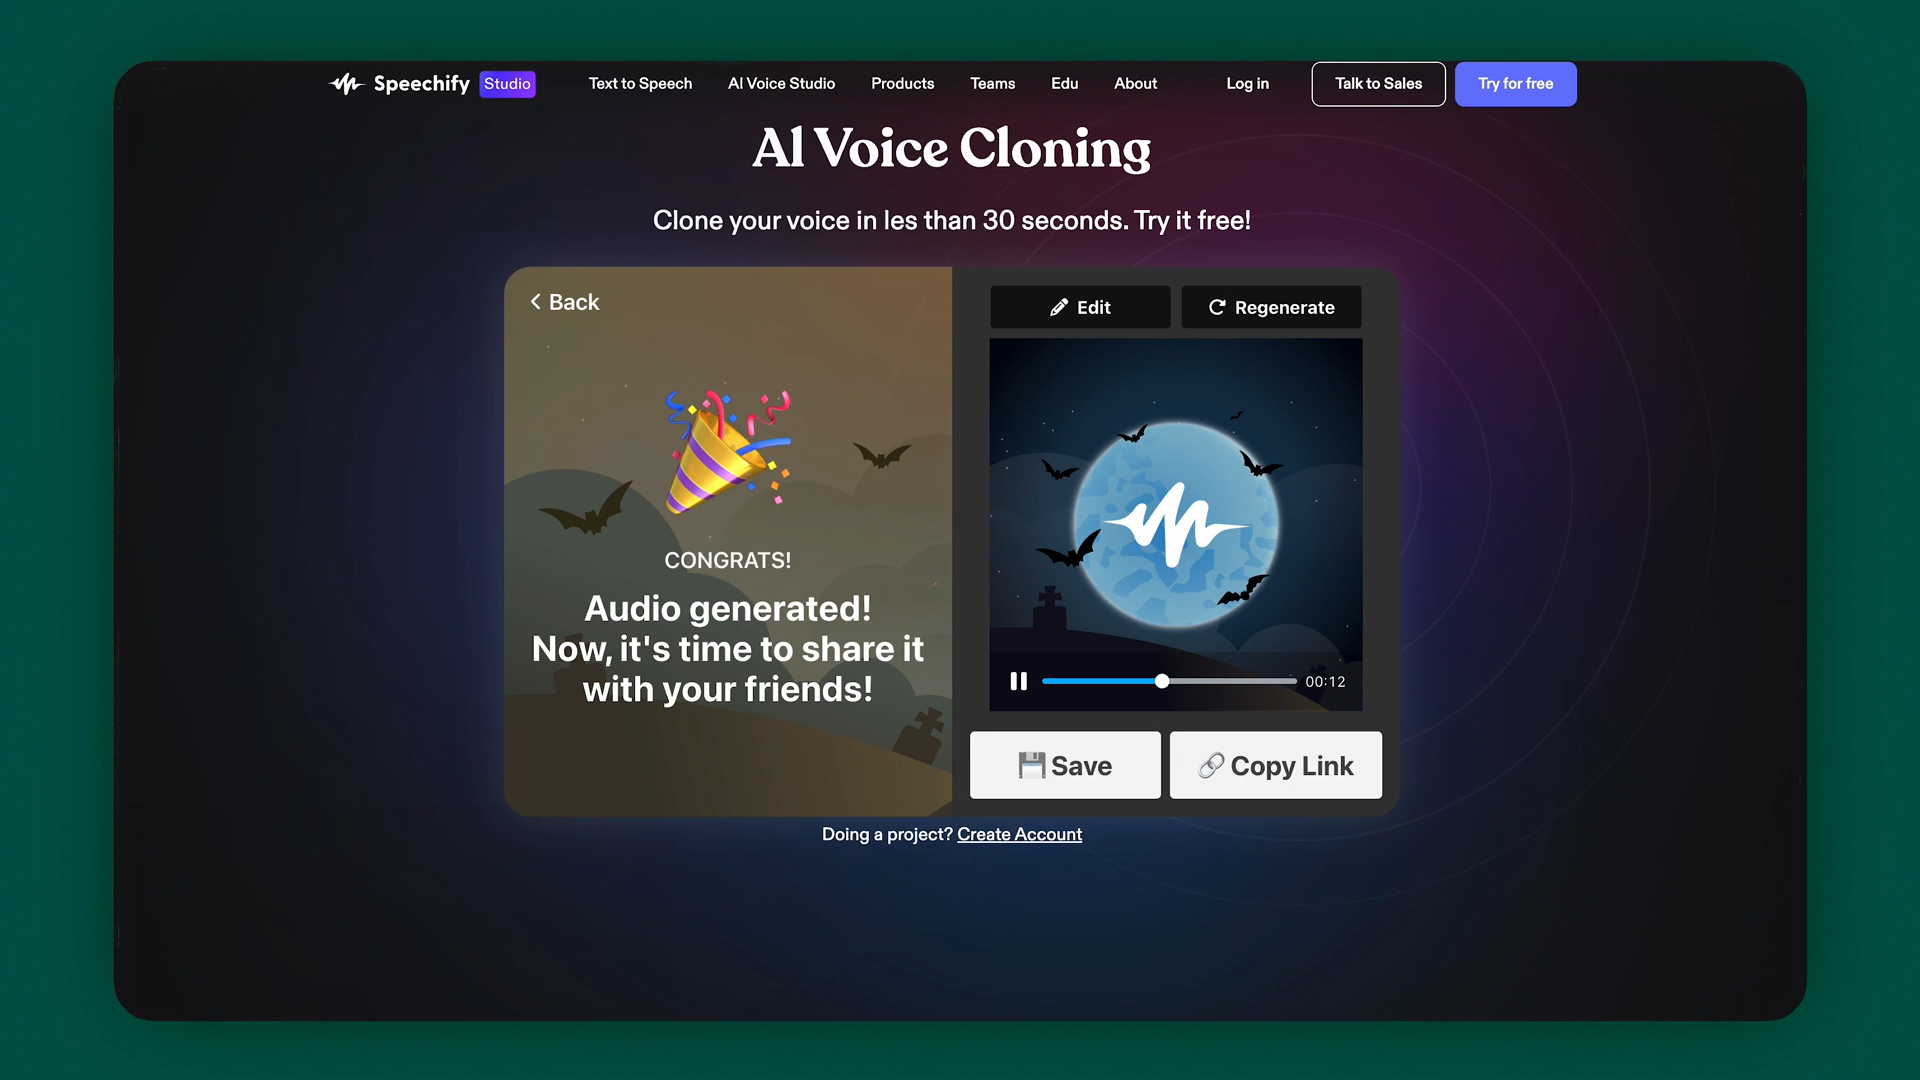 Speechify Studio
Text to Speech
AI Voice Studio
Products
Teams
Edu
About
Log in
Talk to Sales
Try for free
AI Voice Cloning
Clone your voice in les than 30 seconds. Try it free!
Back
CONGRATS!
Audio generated!
Now, it's time to share it
with your friends!
Edit
Regenerate
00:12
Save
Copy Link
Doing a project? Create Account